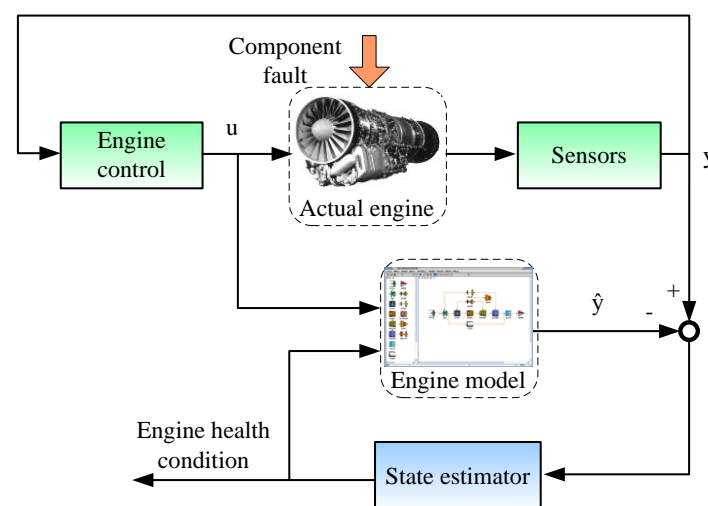 Component
fault
Engine
control
u
Actual engine
Sensors
y
+
-
ŷ
Engine model
Engine health
condition
State estimator